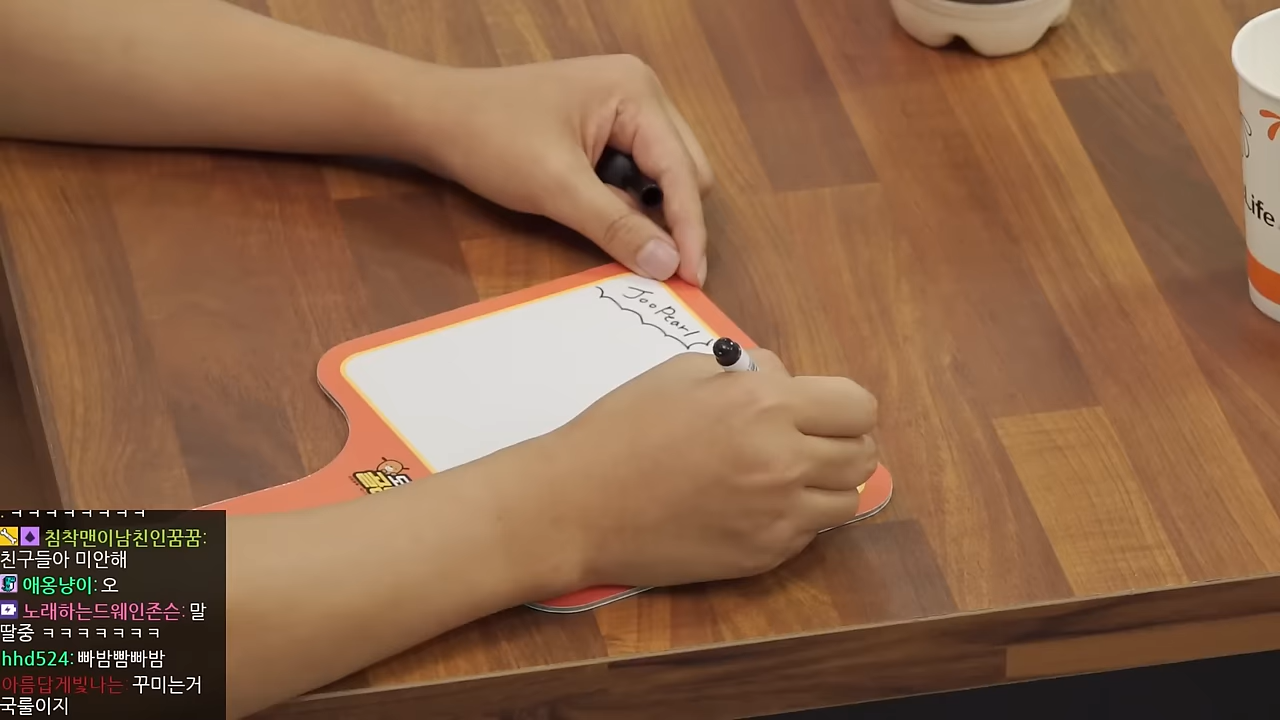 JooPearl
Life
. ㅋㅋㅋㅋㅋㅋㅋㅋㅋ
침착맨이남친인꿈꿈:
친구들아 미안해
애옹냥이: 오
노래하는드웨인존슨: 말
딸중 ㅋㅋㅋㅋㅋㅋㅋ
hhd524: 빠밤빰빠밤
아름답게빛나는: 꾸미는거
국룰이지